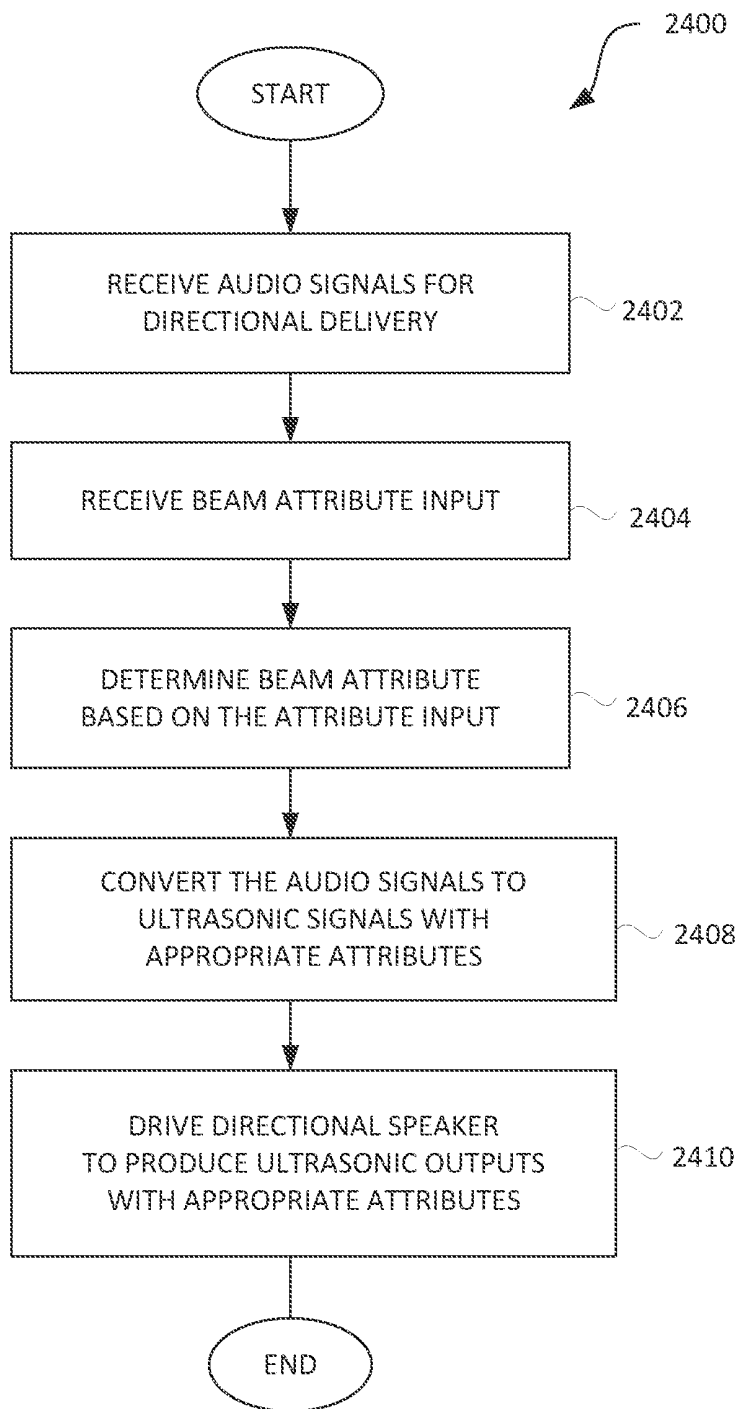 2400
START
RECEIVE AUDIO SIGNALS FOR
DIRECTIONAL DELIVERY
2402
RECEIVE BEAM ATTRIBUTE INPUT
2404
DETERMINE BEAM ATTRIBUTE
BASED ON THE ATTRIBUTE INPUT
2406
CONVERT THE AUDIO SIGNALS TO
ULTRASONIC SIGNALS WITH
APPROPRIATE ATTRIBUTES
2408
DRIVE DIRECTIONAL SPEAKER
TO PRODUCE ULTRASONIC OUTPUTS
WITH APPROPRIATE ATTRIBUTES
2410
END